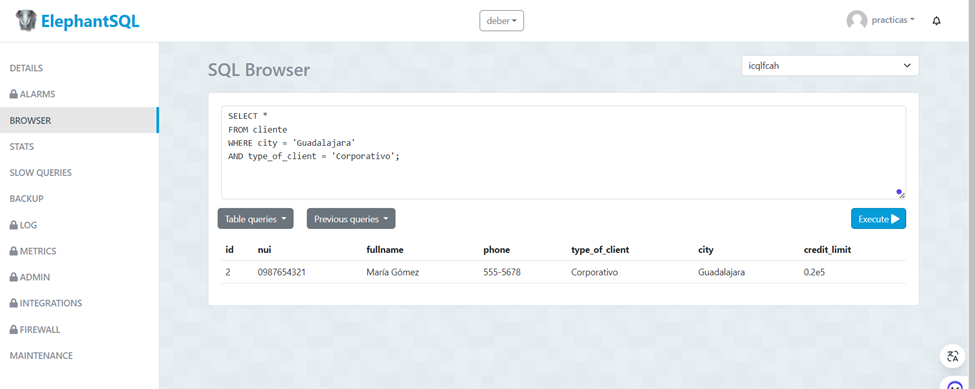 ElephantSQL
deber
practicas
DETAILS
ALARMS
BROWSER
STATS
SLOW QUERIES
BACKUP
LOG
METRICS
ADMIN
INTEGRATIONS
FIREWALL
MAINTENANCE
SQL Browser
icqlfcah
SELECT *
FROM cliente
WHERE city = 'Guadalajara'
AND type_of_client = 'Corporativo';
Table queries
Previous queries
Execute
id nui fullname phone type_of_client city credit_limit
2 0987654321 María Gómez 555-5678 Corporativo Guadalajara 0.2e5